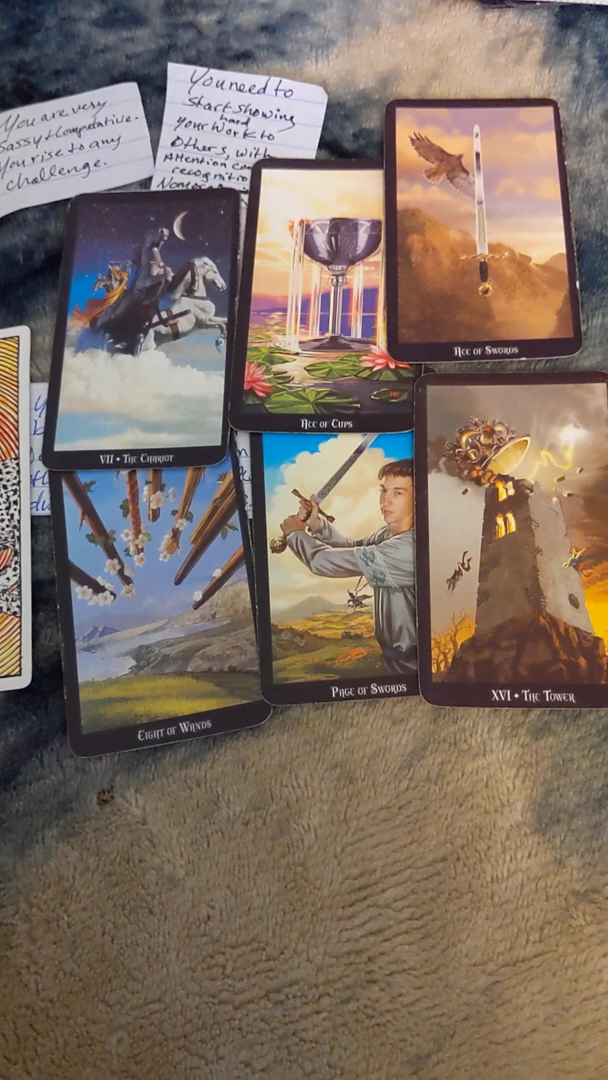 You are very
Sassy + Competative.
You rise to any
challenge.
You need to
Start showing
hard
your work to
Others, with
Attention
recognitio
VII • The Chariot
Ace of Cups
Ace of Swords
Eight of Wands
Page of Swords
XVI • The Tower